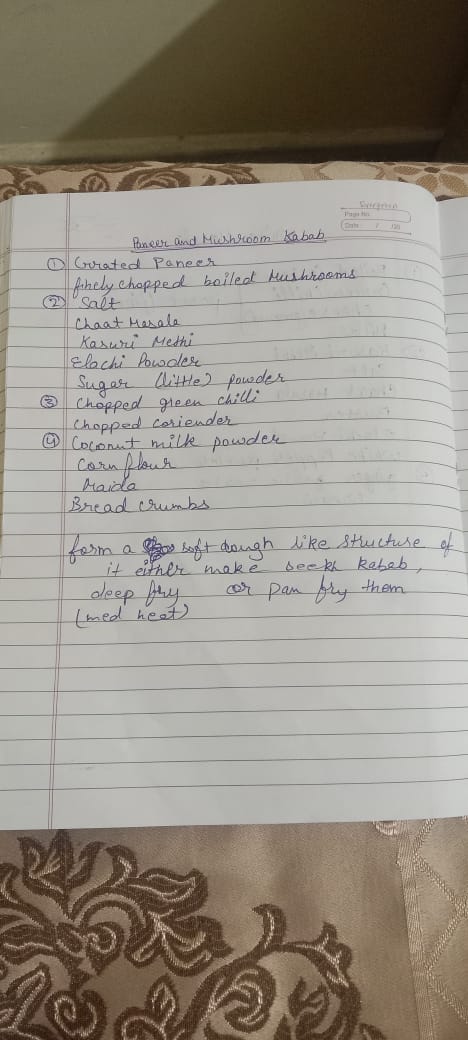 Evergreen
Page No.
Date / /20
Paneer and Mushroom Kabab
① Grated Paneer
finely chopped boiled Mushrooms
② Salt
Chaat Masala
Kasuri Methi
Elachi Powder
Sugar (little) powder
③ Chopped green chilli
Chopped coriender
④ Coconut milk powder
Corn flour
Maida
Bread crumbs
form a soft dough like structure of
it either make seekh kabab,
deep fry or pan fry them
(med heat)